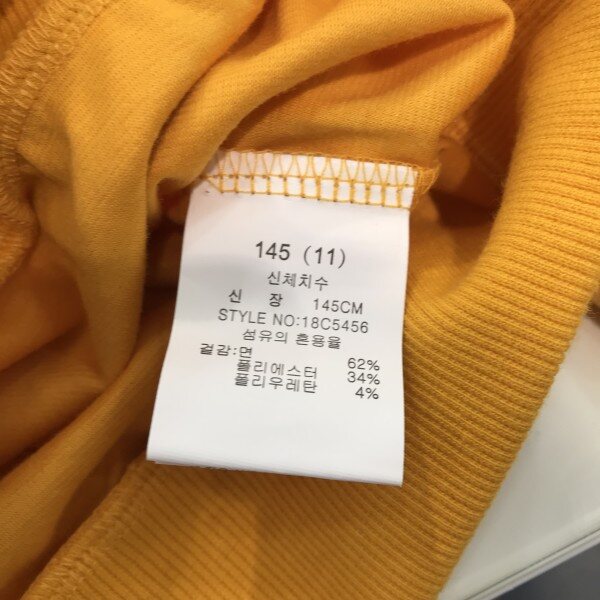 145 (11)
신체치수
신 장 145CM
STYLE NO:18C5456
섬유의 혼용율
겉감:면 62%
폴리에스터 34%
폴리우레탄 4%